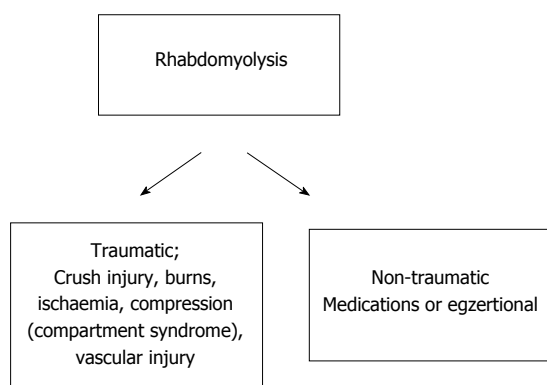 Rhabdomyolysis
Traumatic;
Crush injury, burns,
ischaemia, compression
(compartment syndrome),
vascular injury
Non-traumatic
Medications or egzertional